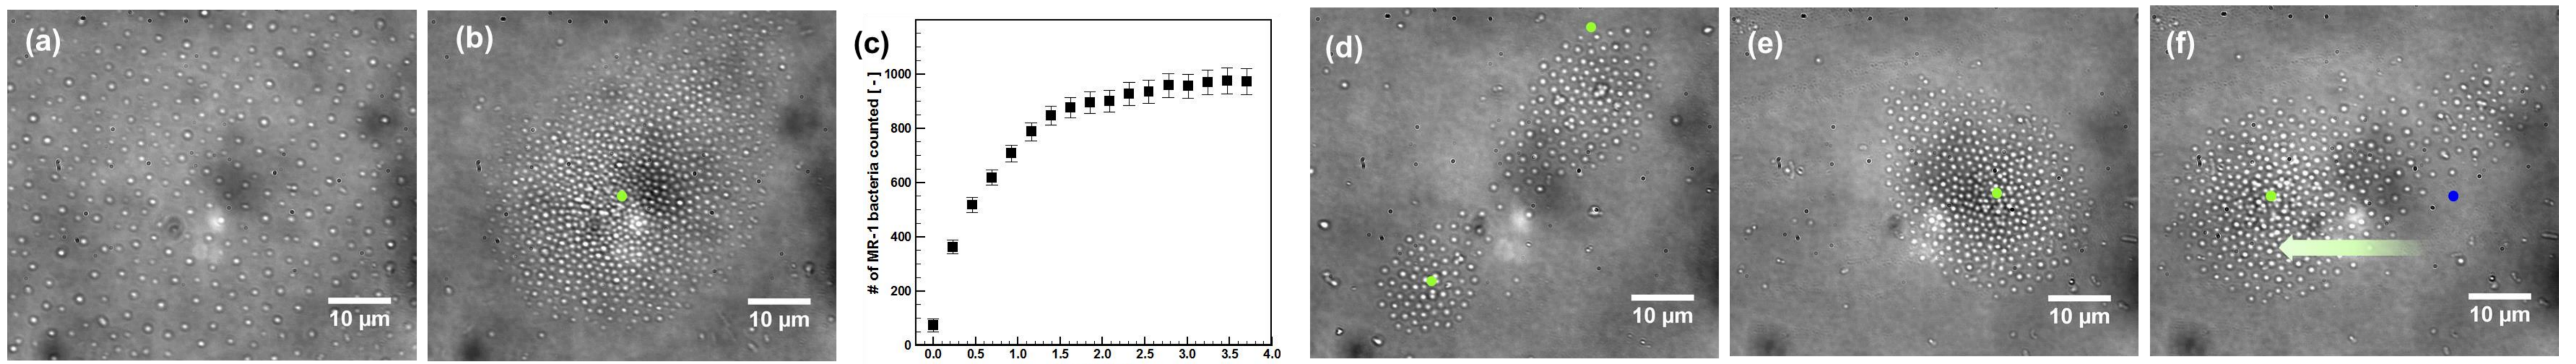 (a)
10 µm
(b)
10 µm
(c)
# of MR-1 bacteria counted [ - ]
1000
800
600
400
200
0
0.0 0.5 1.0 1.5 2.0 2.5 3.0 3.5 4.0
(d)
10 µm
(e)
10 µm
(f)
10 µm